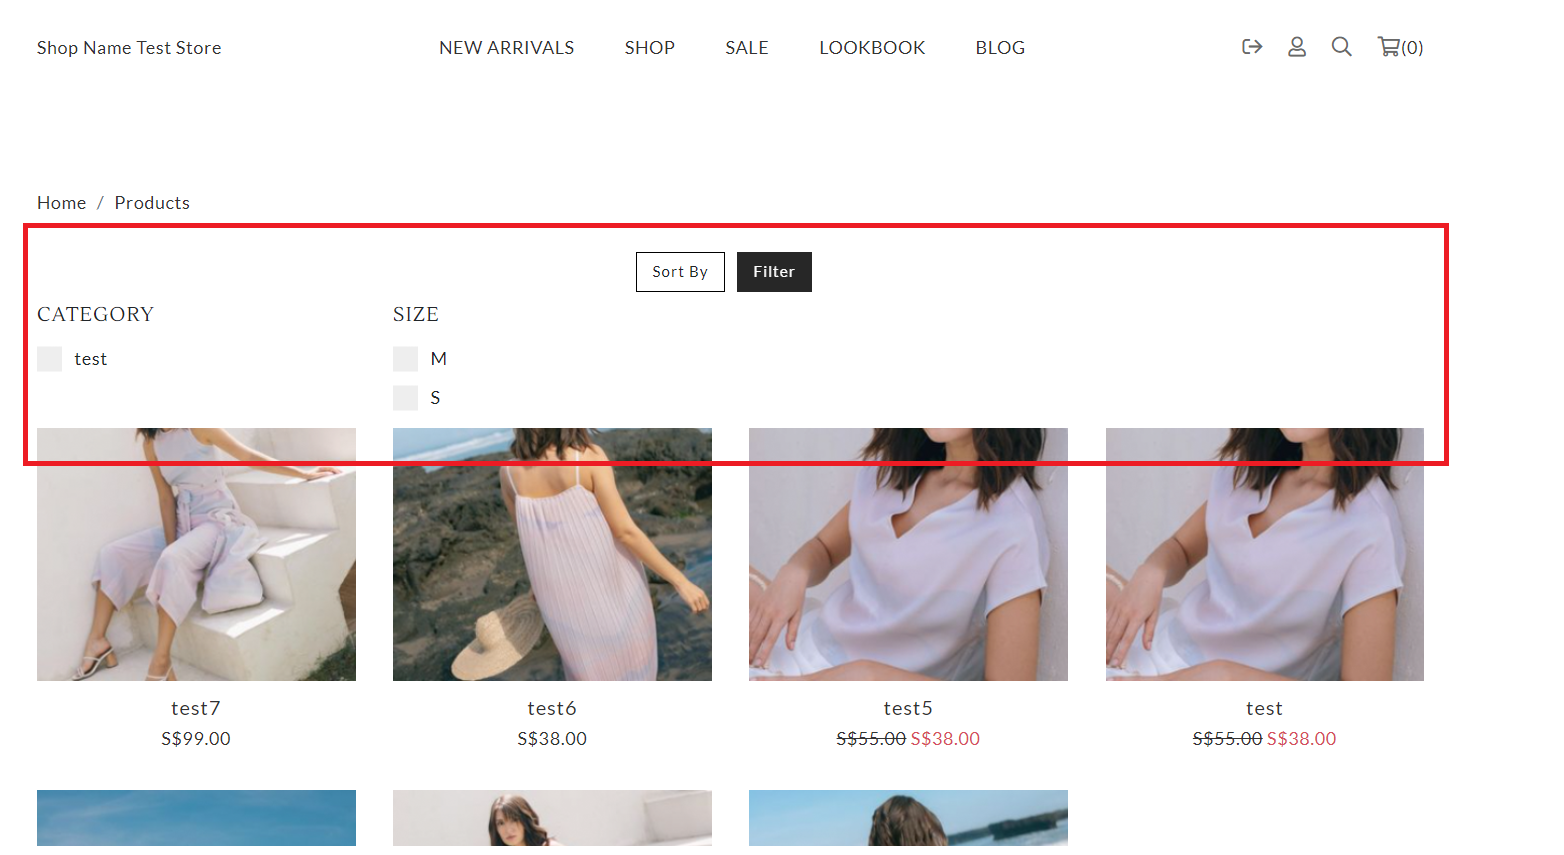 Shop Name Test Store NEW ARRIVALS SHOP SALE LOOKBOOK BLOG (0)
Home / Products
Sort By Filter
CATEGORY SIZE
test M
S
test7 test6 test5 test
S$99.00 S$38.00 S$55.00 S$38.00 S$55.00 S$38.00